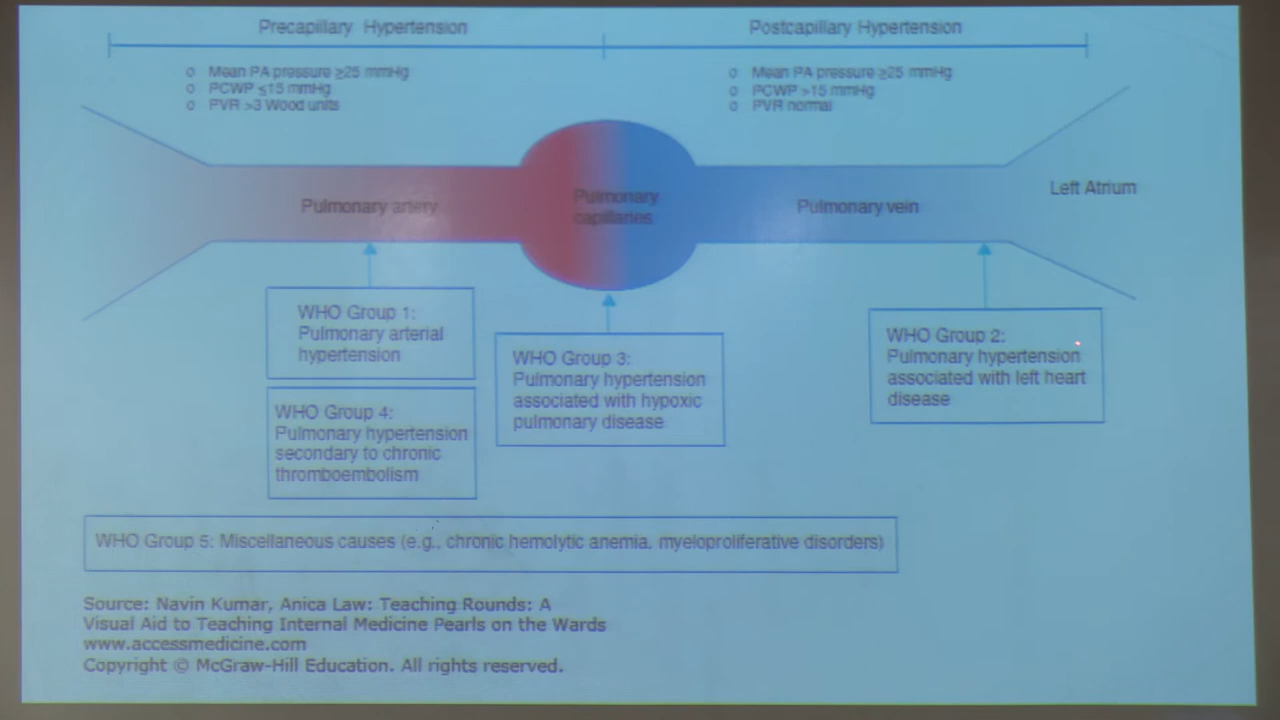 Precapillary Hypertension
Postcapillary Hypertension
o Mean PA pressure ≥25 mmHg
o PCWP ≤15 mmHg
o PVR >3 Wood units
o Mean PA pressure ≥25 mmHg
o PCWP >15 mmHg
o PVR normal
Pulmonary artery
Pulmonary
capillaries
Pulmonary vein
Left Atrium
WHO Group 1:
Pulmonary arterial
hypertension
WHO Group 4:
Pulmonary hypertension
secondary to chronic
thromboembolism
WHO Group 3:
Pulmonary hypertension
associated with hypoxic
pulmonary disease
WHO Group 2:
Pulmonary hypertension
associated with left heart
disease
WHO Group 5: Miscellaneous causes (e.g., chronic hemolytic anemia, myeloproliferative disorders)
Source: Navin Kumar, Anica Law: Teaching Rounds: A
Visual Aid to Teaching Internal Medicine Pearls on the Wards
www.accessmedicine.com
Copyright © McGraw-Hill Education. All rights reserved.